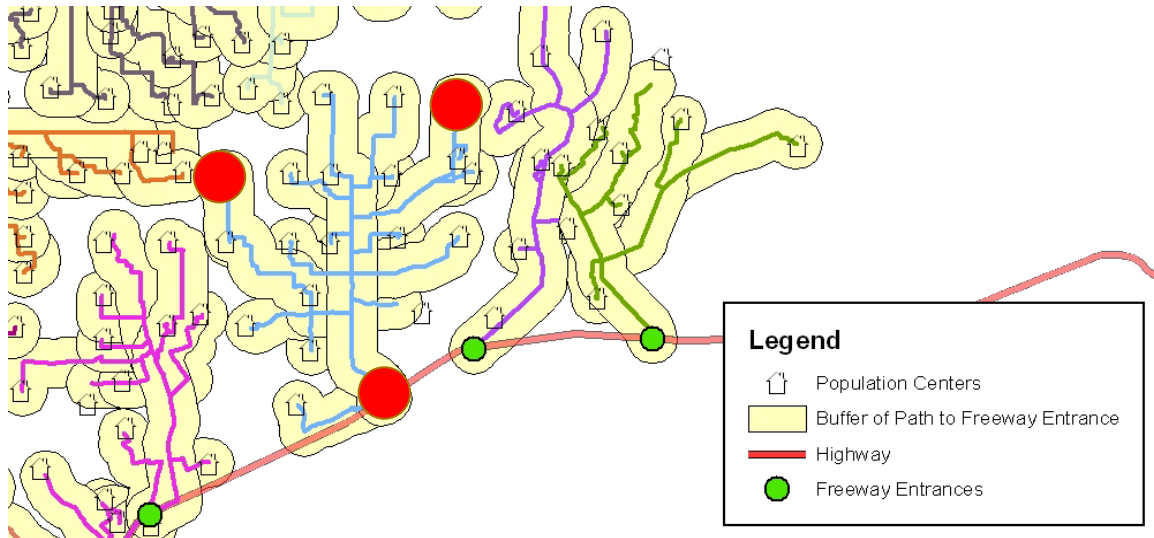 Legend
Population Centers
Buffer of Path to Freeway Entrance
Highway
Freeway Entrances